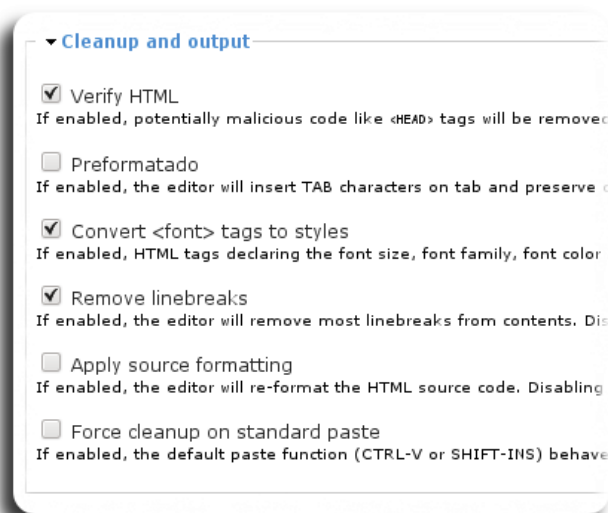 Cleanup and output
Verify HTML
If enabled, potentially malicious code like <HEAD> tags will be removed
Preformatado
If enabled, the editor will insert TAB characters on tab and preserve
Convert <font> tags to styles
If enabled, HTML tags declaring the font size, font family, font color
Remove linebreaks
If enabled, the editor will remove most linebreaks from contents. Dis
Apply source formatting
If enabled, the editor will re-format the HTML source code. Disabling
Force cleanup on standard paste
If enabled, the default paste function (CTRL-V or SHIFT-INS) behave